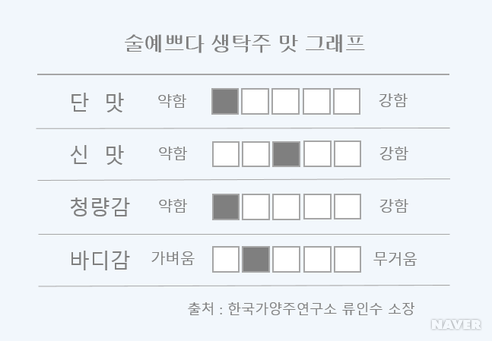 술예쁘다 생탁주 맛 그래프
단 맛 약함 강함
신 맛 약함 강함
청량감 약함 강함
바디감 가벼움 무거움
출처 : 한국가양주연구소 류인수 소장
NAVER